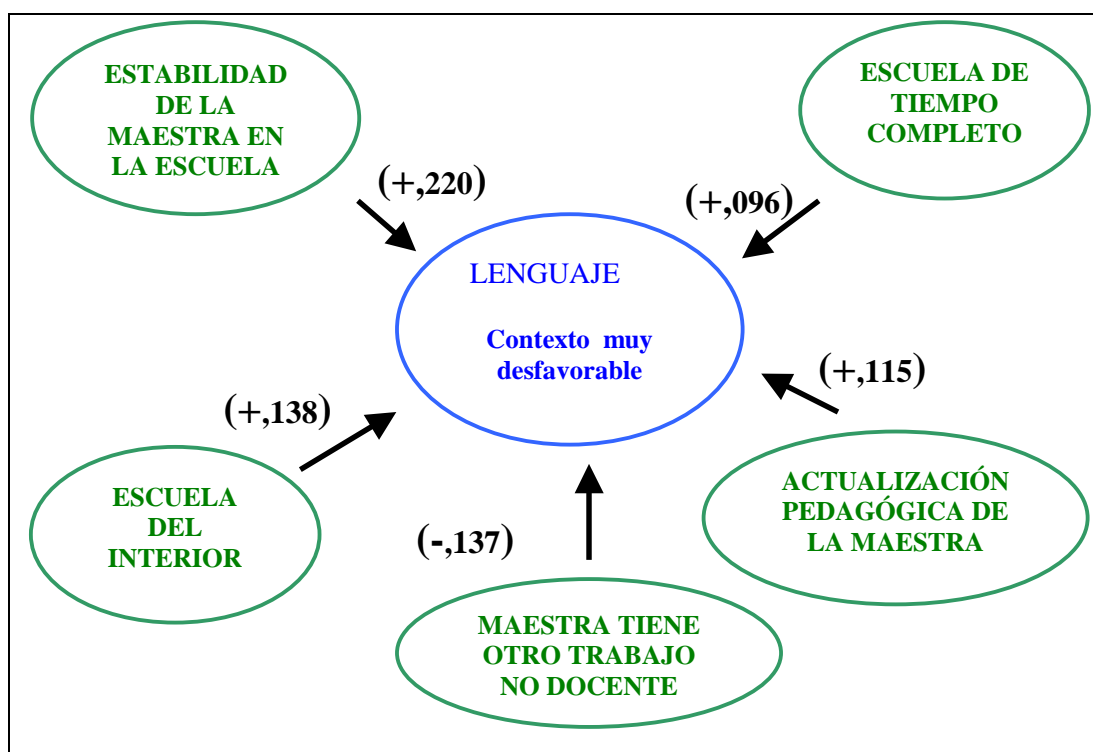 ESTABILIDAD
DE LA
MAESTRA EN
LA ESCUELA
ESCUELA DE
TIEMPO
COMPLETO
(+,220)
(+,096)
LENGUAJE
Contexto muy
desfavorable
(+,115)
(+,138)
ESCUELA
DEL
INTERIOR
ACTUALIZACIÓN
PEDAGÓGICA DE
LA MAESTRA
(-,137)
MAESTRA TIENE
OTRO TRABAJO
NO DOCENTE